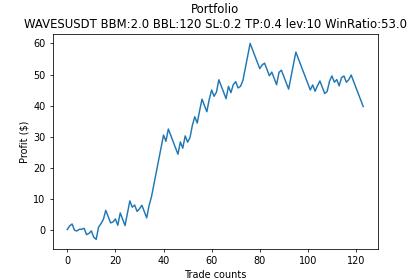 Portfolio
WAVESUSDT BBM:2.0 BBL:120 SL:0.2 TP:0.4 lev:10 WinRatio:53.0
60
50
40
30
20
10
0
Profit ($)
0 20 40 60 80 100 120
Trade counts